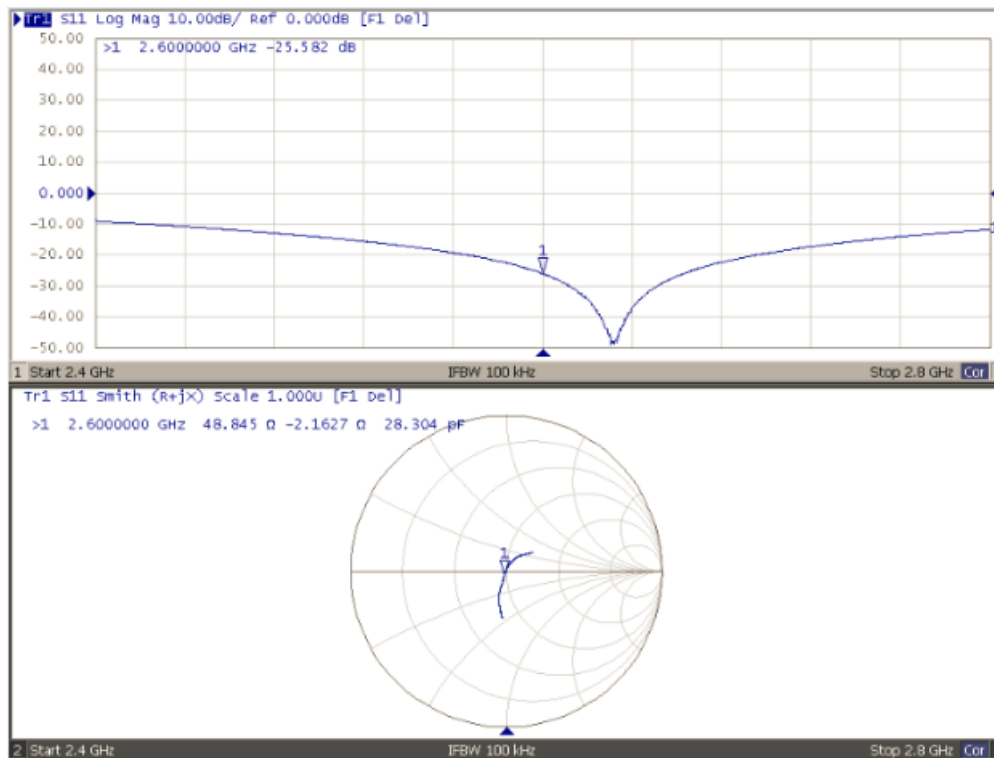 Tr1 S11 Log Mag 10.00dB/ Ref 0.000dB [F1 Del]
50.00
>1 2.6000000 GHz -25.582 dB
40.00
30.00
20.00
10.00
0.000
-10.00
1
-20.00
1
-30.00
-40.00
-50.00
1 Start 2.4 GHz IFBW 100 kHz Stop 2.8 GHz Cor
Tr1 S11 Smith (R+jX) Scale 1.000U [F1 Del]
>1 2.6000000 GHz 48.845 Ω -2.1627 Ω 28.304 pF
1
2 Start 2.4 GHz IFBW 100 kHz Stop 2.8 GHz Cor